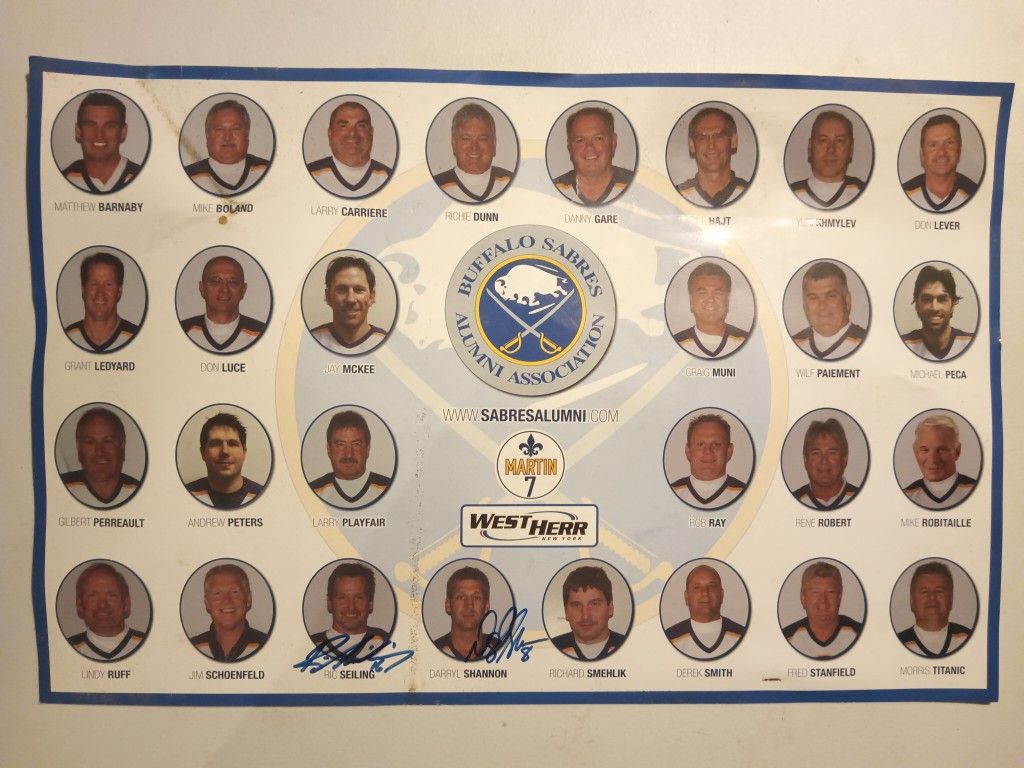 MATTHEW BARNABY
MIKE BOLAND
LARRY CARRIERE
RICHIE DUNN
DANNY GARE
HAJT
KHMYLEV
DON LEVER
BUFFALO SABRES
ALUMNI ASSOCIATION
GRANT LEDYARD
DON LUCE
JAY MCKEE
CRAIG MUNI
WILF PAIEMENT
MICHAEL PECA
WWW.SABRESALUMNI.COM
MARTIN
7
GILBERT PERREAULT
ANDREW PETERS
LARRY PLAYFAIR
ROB RAY
RENE ROBERT
MIKE ROBITAILLE
WEST HERR
NEW YORK
LINDY RUFF
JIM SCHOENFELD
RIC SEILING
DARRYL SHANNON
RICHARD SMEHLIK
DEREK SMITH
FRED STANFIELD
MORRIS TITANIC